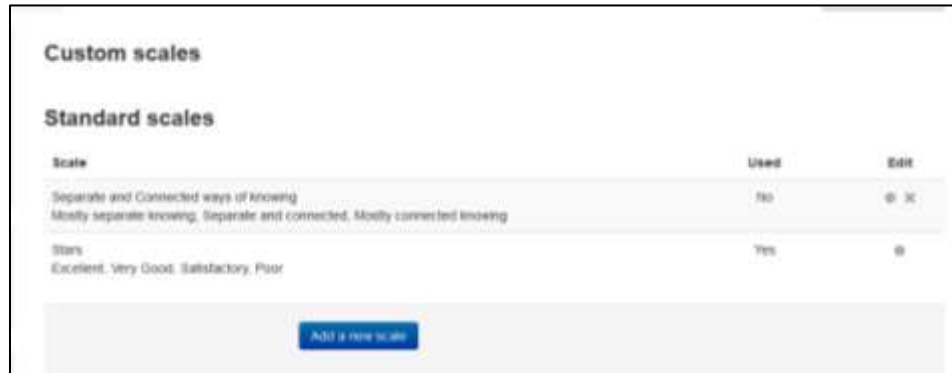 Custom scales
Standard scales
Scale Used Edit
Separate and Connected ways of knowing No
Mostly separate knowing, Separate and connected, Mostly connected knowing
Stars Yes
Excellent, Very Good, Satisfactory, Poor
Add a new scale